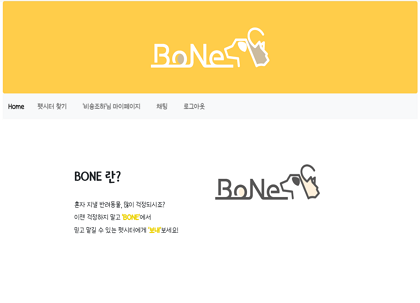 BoNe
Home 펫시터 찾기 '비숑조하'님 마이페이지 채팅 로그아웃
BONE 란?
BoNe
혼자 지낼 반려동물, 많이 걱정되시죠?
이젠 걱정하지 말고 'BONE'에서
믿고 맡길 수 있는 펫시터에게 '보내'보세요!